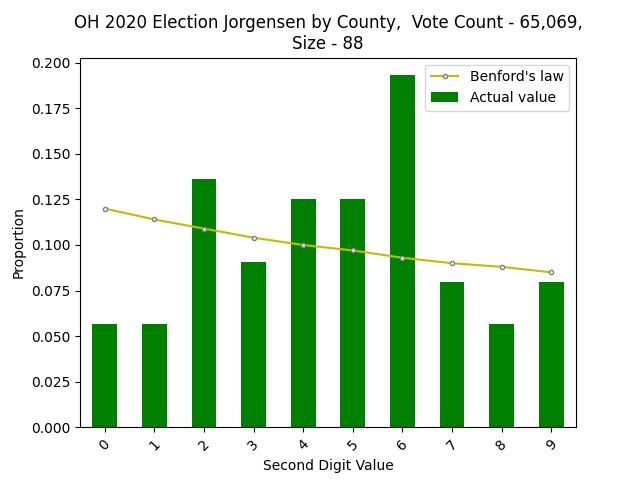 OH 2020 Election Jorgensen by County,  Vote Count - 65,069,
Size - 88
Benford's law
Actual value
0.200
0.175
0.150
0.125
0.100
0.075
0.050
0.025
0.000
Proportion
0 1 2 3 4 5 6 7 8 9
Second Digit Value